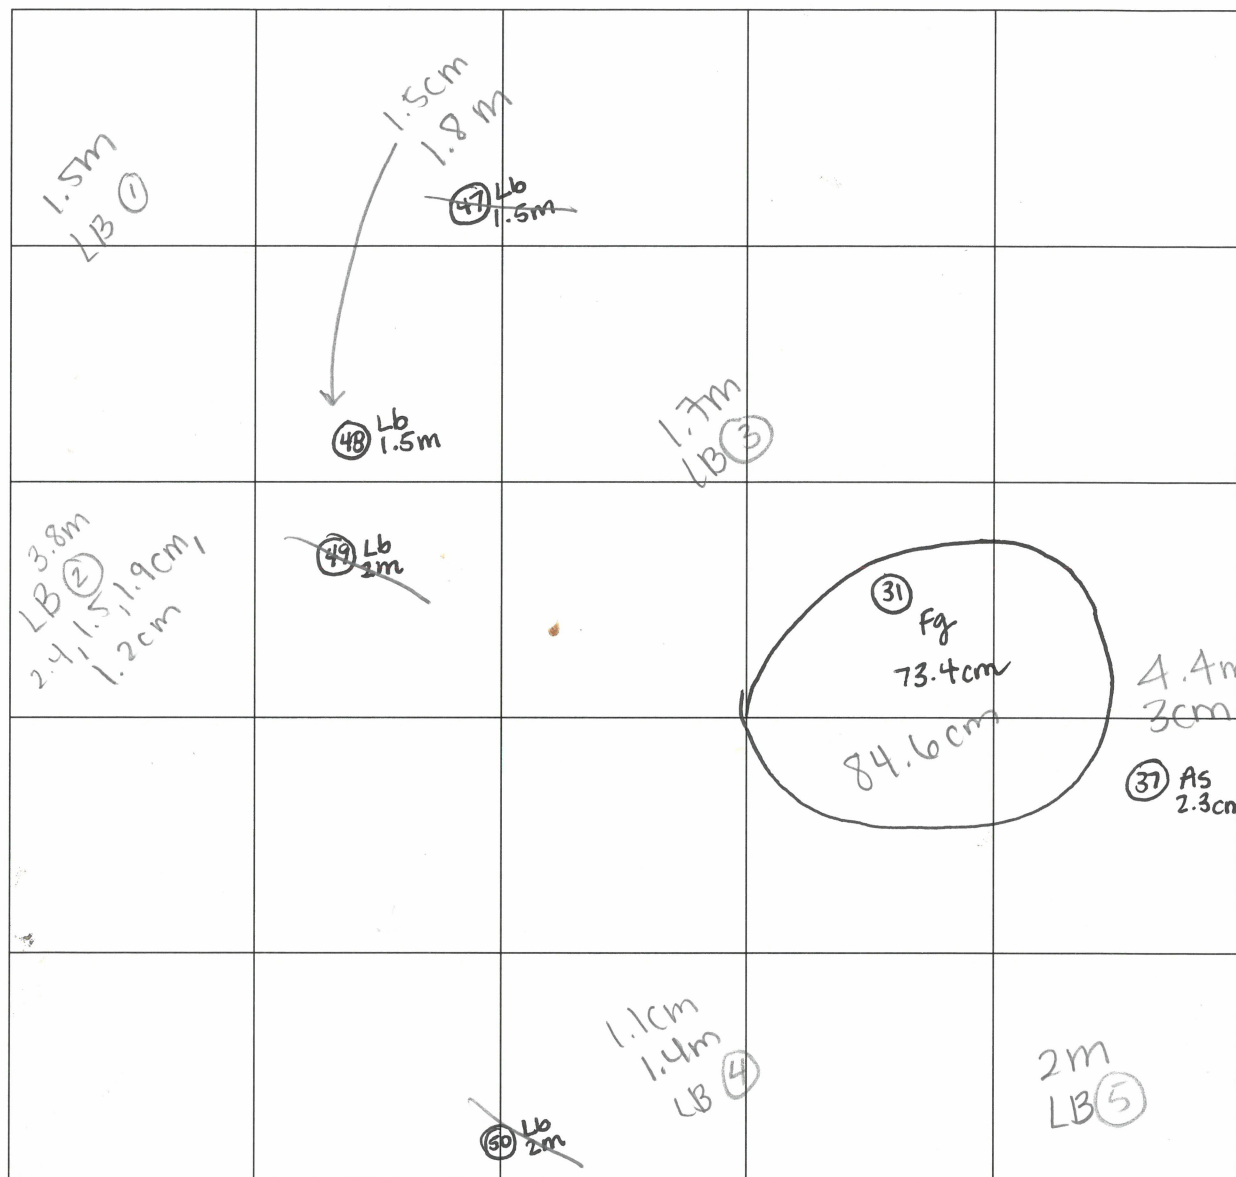 1.5cm
1.8 m
1.5m
LB ①
㊼ Lb
1.5m
㊽ Lb
1.5m
1.7m
LB ③
3.8m
LB ②
2.4, 1.5, 1.9cm,
1.2cm
㊾ Lb
2m
㉛
Fg
73.4cm
84.6cm
4.4m
3cm
㊲ As
2.3cm
1.1cm
1.4m
LB ④
2m
LB ⑤
㊿ Lb
2m